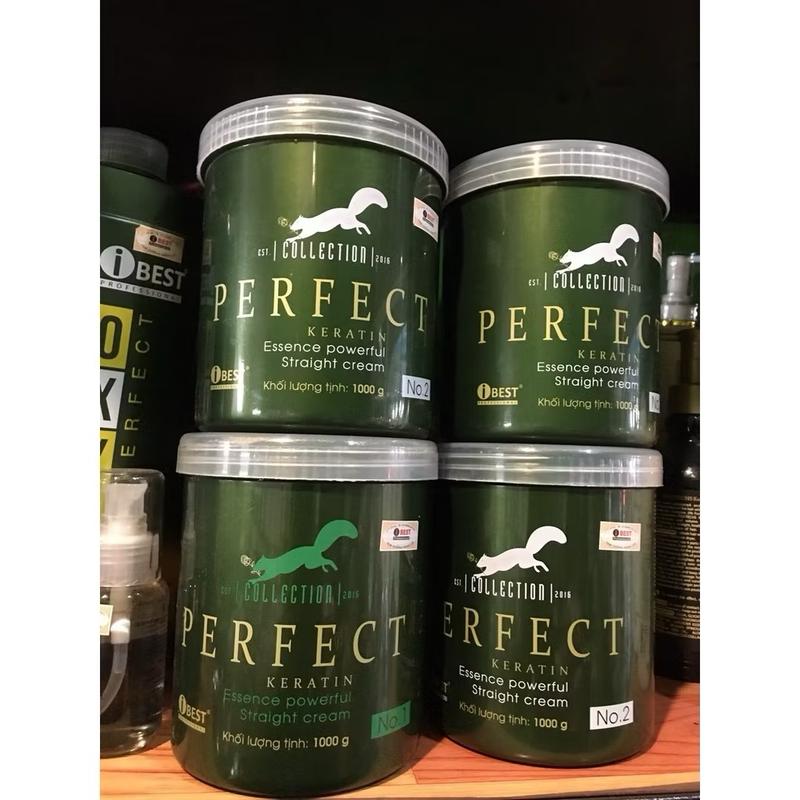 iBEST
PROFESSIONAL
PERFECT
EST. COLLECTION 2016
PERFECT
KERATIN
Essence powerful
Straight cream
iBEST
PROFESSIONAL
Khối lượng tịnh: 1000 g
No.2
EST. COLLECTION 2016
PERFECT
KERATIN
Essence powerful
Straight cream
iBEST
PROFESSIONAL
Khối lượng tịnh: 1000 g
EST. COLLECTION 2016
PERFECT
KERATIN
Essence powerful
Straight cream
iBEST
Khối lượng tịnh: 1000 g
No.1
EST. COLLECTION 2016
ERFECT
KERATIN
Essence powerful
Straight cream
Khối lượng tịnh: 1000 g
No.2